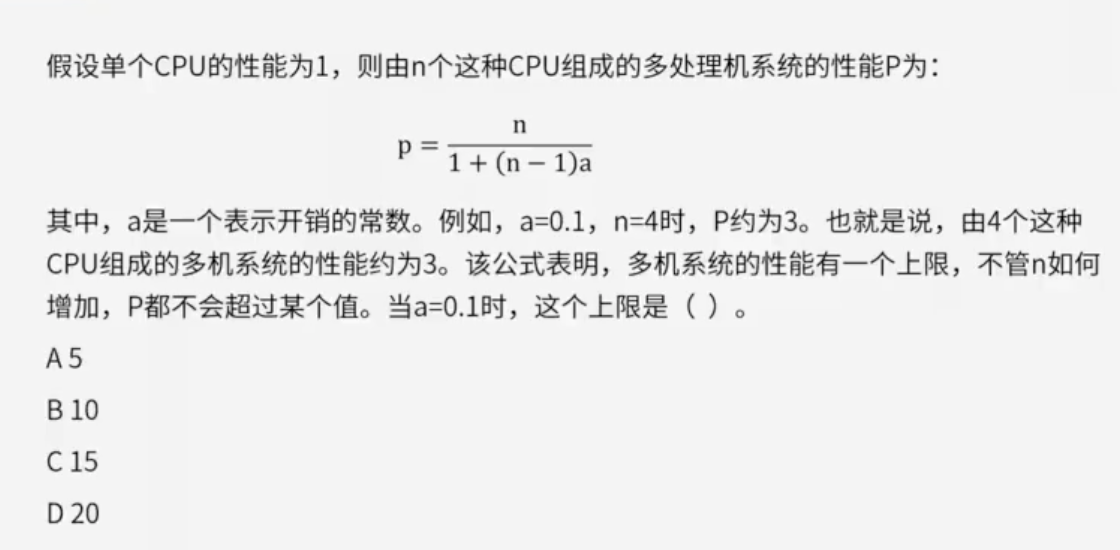 假设单个CPU的性能为1，则由n个这种CPU组成的多处理机系统的性能P为：
p = n / 1 + (n − 1)a
其中，a是一个表示开销的常数。例如，a=0.1，n=4时，P约为3。也就是说，由4个这种
CPU组成的多机系统的性能约为3。该公式表明，多机系统的性能有一个上限，不管n如何
增加，P都不会超过某个值。当a=0.1时，这个上限是（ ）。
A 5
B 10
C 15
D 20